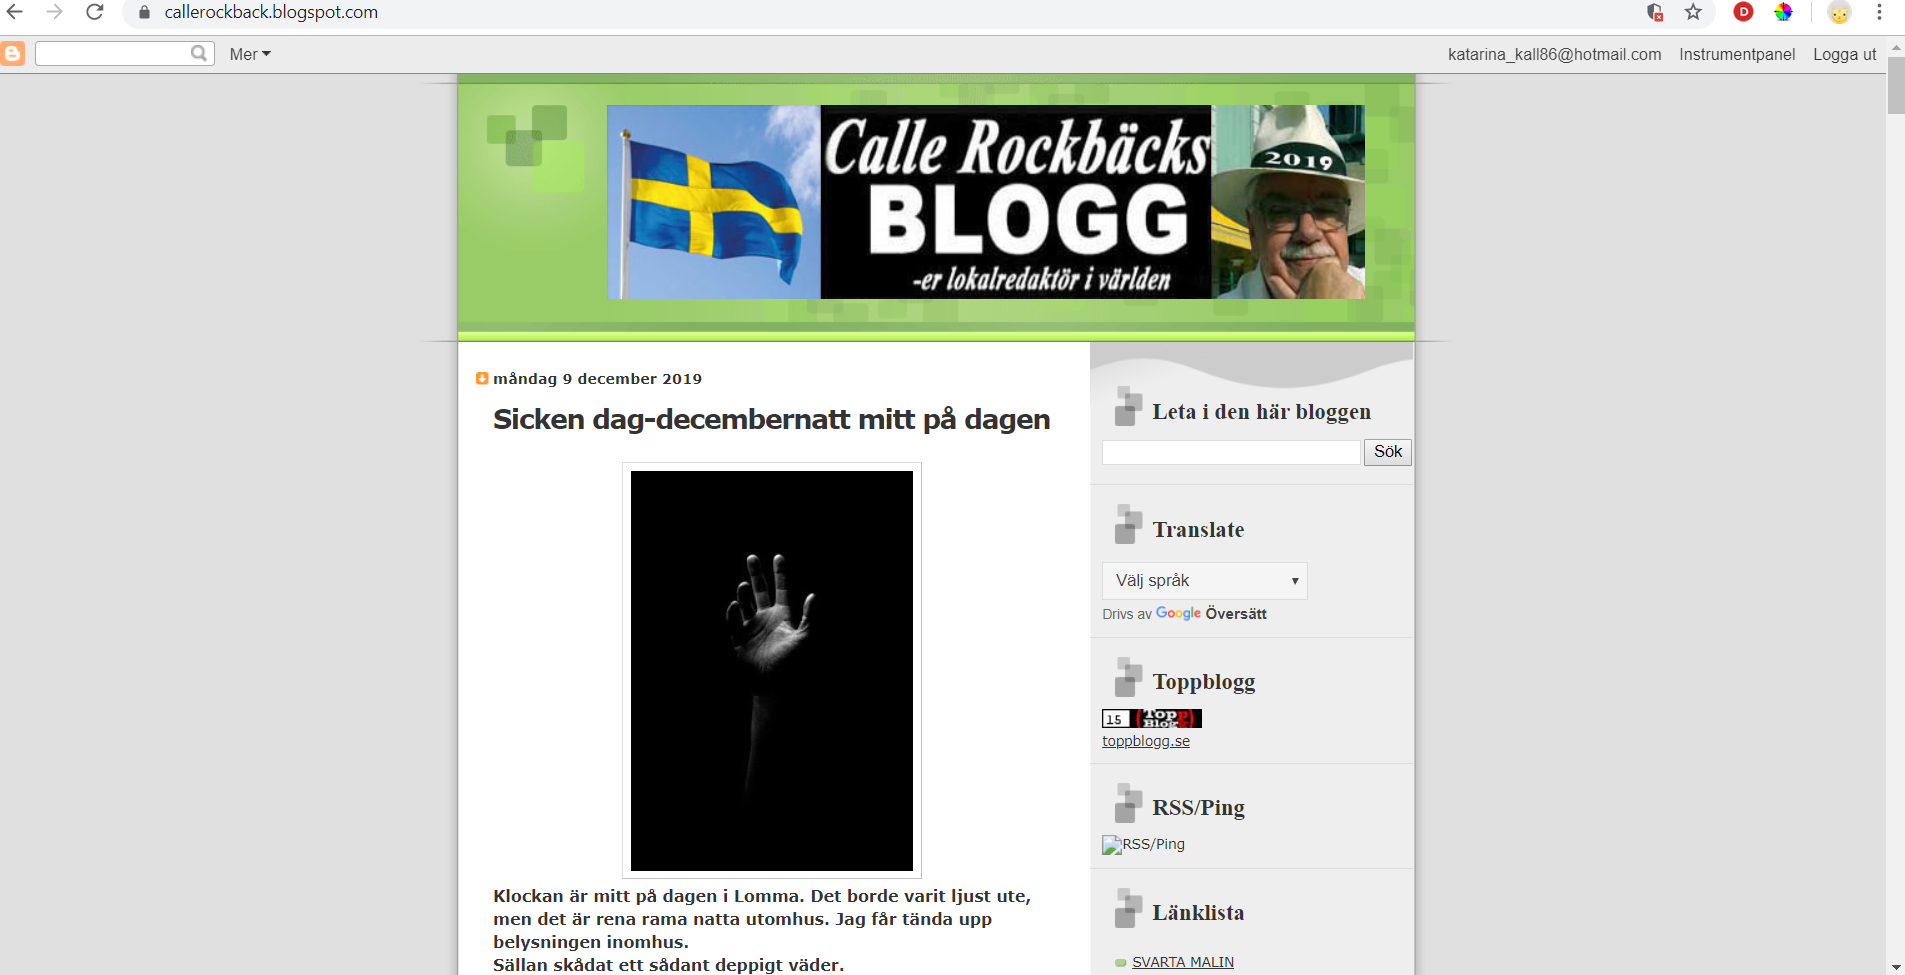 callerockback.blogspot.com
D
Mer
katarina_kall86@hotmail.com Instrumentpanel Logga ut
Calle Rockbäcks
BLOGG
-er lokalredaktör i världen
2019
måndag 9 december 2019
Sicken dag-decembernatt mitt på dagen
Klockan är mitt på dagen i Lomma. Det borde varit ljust ute,
men det är rena rama natta utomhus. Jag får tända upp
belysningen inomhus.
Sällan skådat ett sådant deppigt väder.
Leta i den här bloggen
Sök
Translate
Välj språk
Drivs av Google Översätt
Toppblogg
15 Topp
Blogg
toppblogg.se
RSS/Ping
RSS/Ping
Länklista
SVARTA MALIN